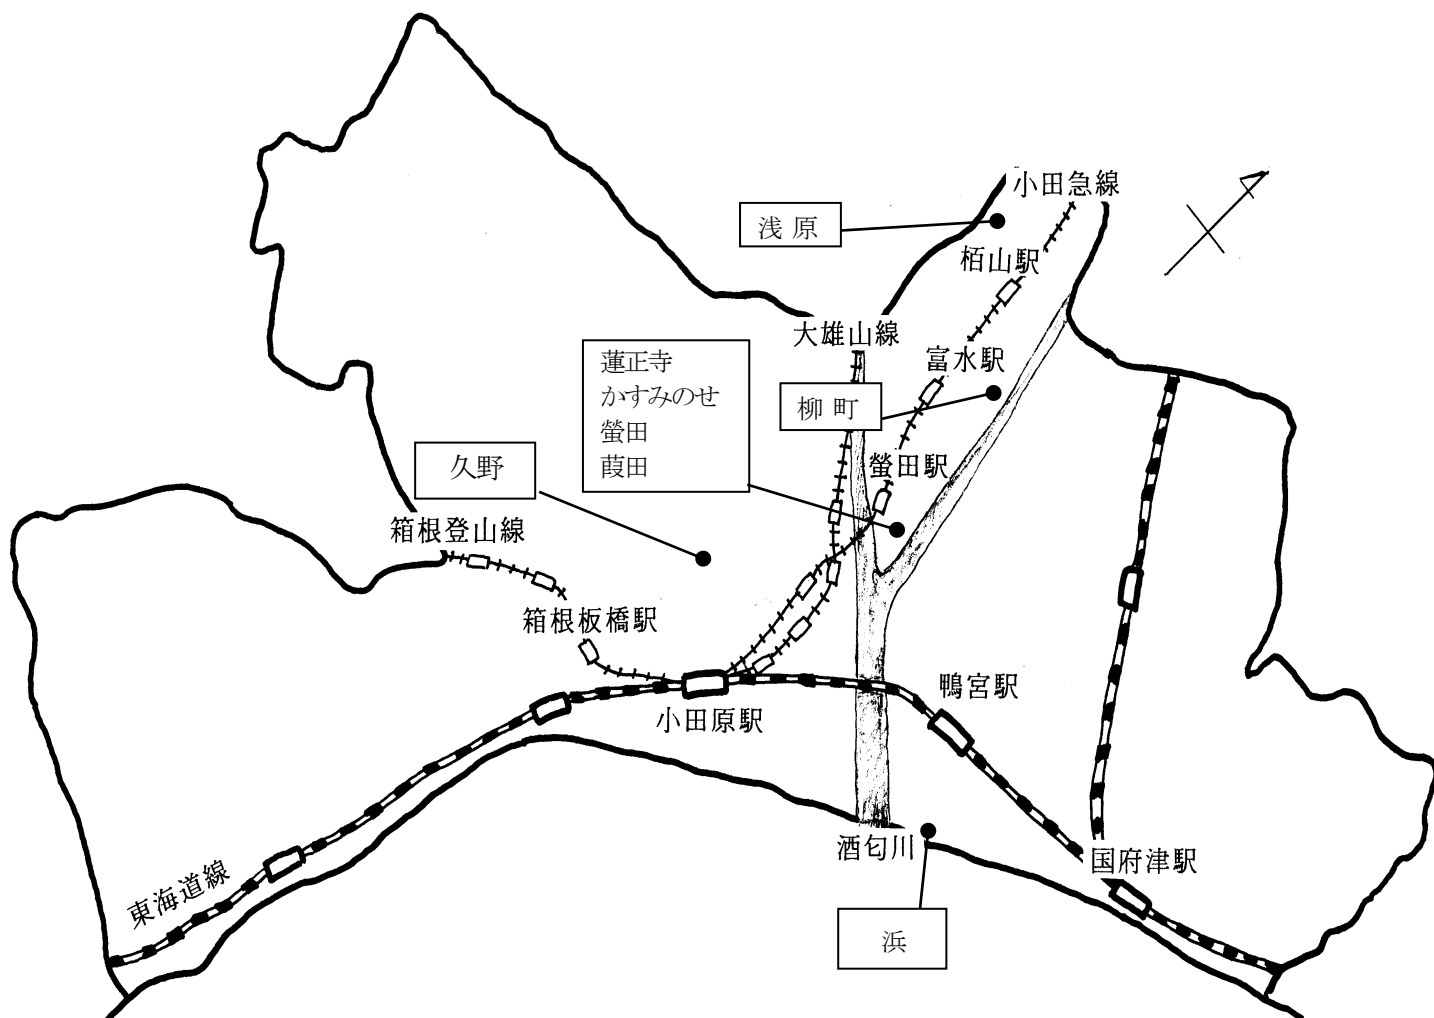 小田急線
浅原
栢山駅
大雄山線
富水駅
蓮正寺
かすみのせ
螢田
葭田
柳町
螢田駅
久野
箱根登山線
箱根板橋駅
鴨宮駅
小田原駅
酒匂川
国府津駅
東海道線
浜